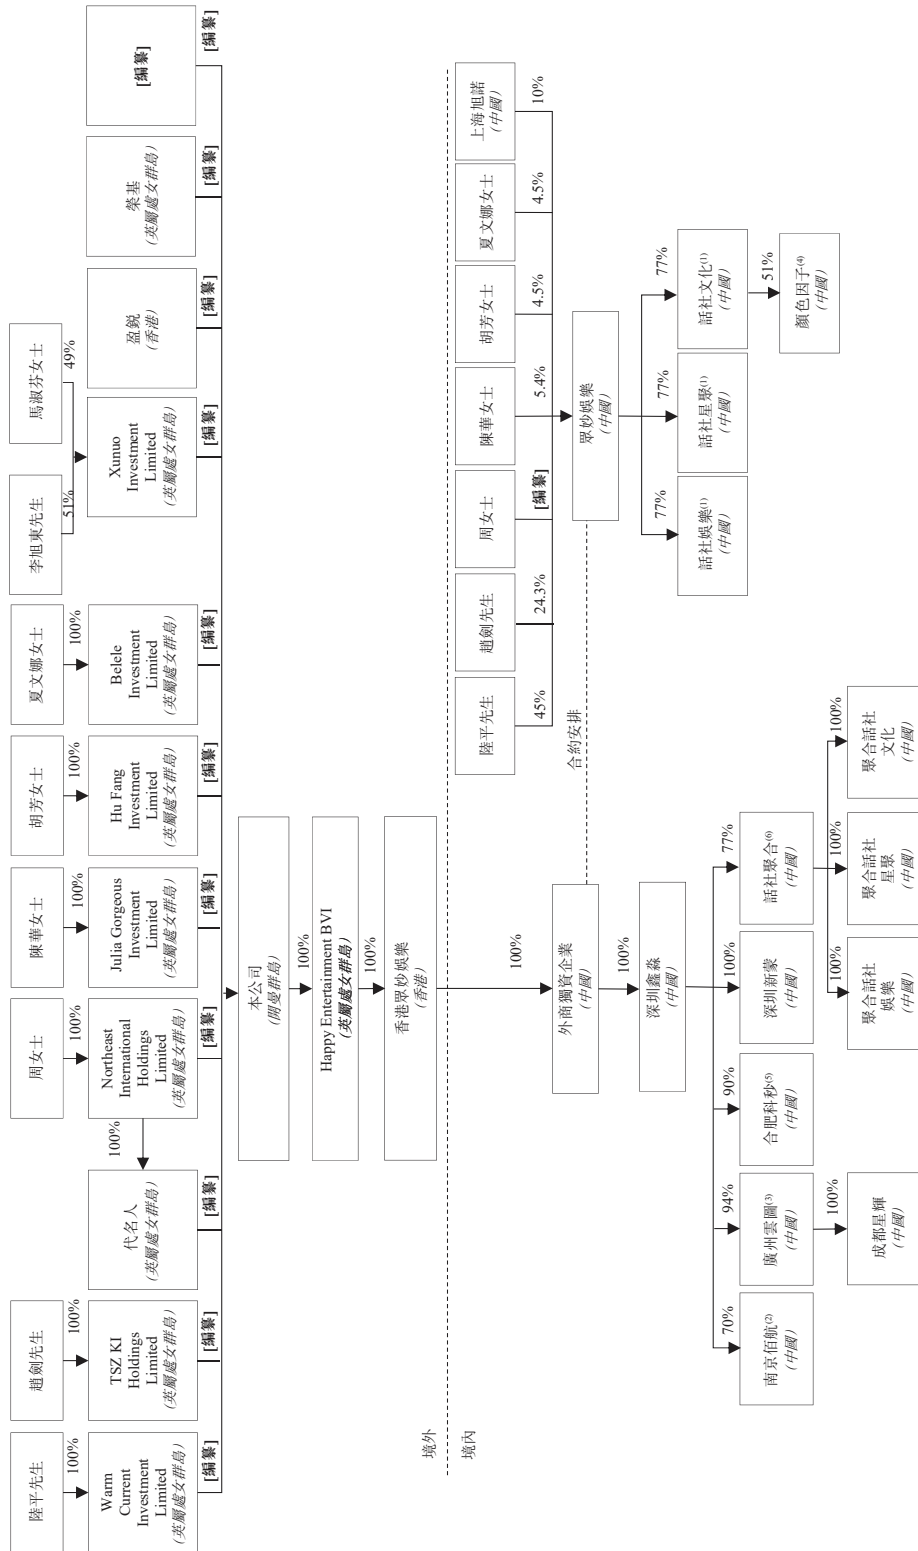 陸平先生
100%
Warm
Current
Investment
Limited
(英屬處女群島)
[編纂]
趙劍先生
100%
TSZ KI
Holdings
Limited
(英屬處女群島)
[編纂]
代名人
(英屬處女群島)
[編纂]
100%
周女士
100%
Northeast
International
Holdings
Limited
(英屬處女群島)
[編纂]
陳華女士
100%
Julia Gorgeous
Investment
Limited
(英屬處女群島)
[編纂]
胡芳女士
100%
Hu Fang
Investment
Limited
(英屬處女群島)
[編纂]
夏文娜女士
100%
Belele
Investment
Limited
(英屬處女群島)
[編纂]
李旭東先生
51%
馬淑芬女士
49%
Xunuo
Investment
Limited
(英屬處女群島)
[編纂]
盈銳
(香港)
[編纂]
榮基
(英屬處女群島)
[編纂]
[編纂]
[編纂]
本公司
(開曼群島)
100%
Happy Entertainment BVI
(英屬處女群島)
100%
香港眾妙娛樂
(香港)
境外
境內
100%
外商獨資企業
(中國)
合約安排
100%
深圳鑫淼
(中國)
70%
南京佰航(2)
(中國)
94%
廣州雲圖(3)
(中國)
100%
成都星輝
(中國)
90%
合肥科秒(5)
(中國)
100%
深圳新蒙
(中國)
77%
話社聚合(6)
(中國)
100%
聚合話社
娛樂
(中國)
100%
聚合話社
星聚
(中國)
100%
聚合話社
文化
(中國)
陸平先生
45%
趙劍先生
24.3%
周女士
[編纂]
陳華女士
5.4%
胡芳女士
4.5%
夏文娜女士
4.5%
上海旭諾
(中國)
10%
眾妙娛樂
(中國)
77%
話社娛樂(1)
(中國)
77%
話社星聚(1)
(中國)
77%
話社文化(1)
(中國)
51%
顏色因子(4)
(中國)